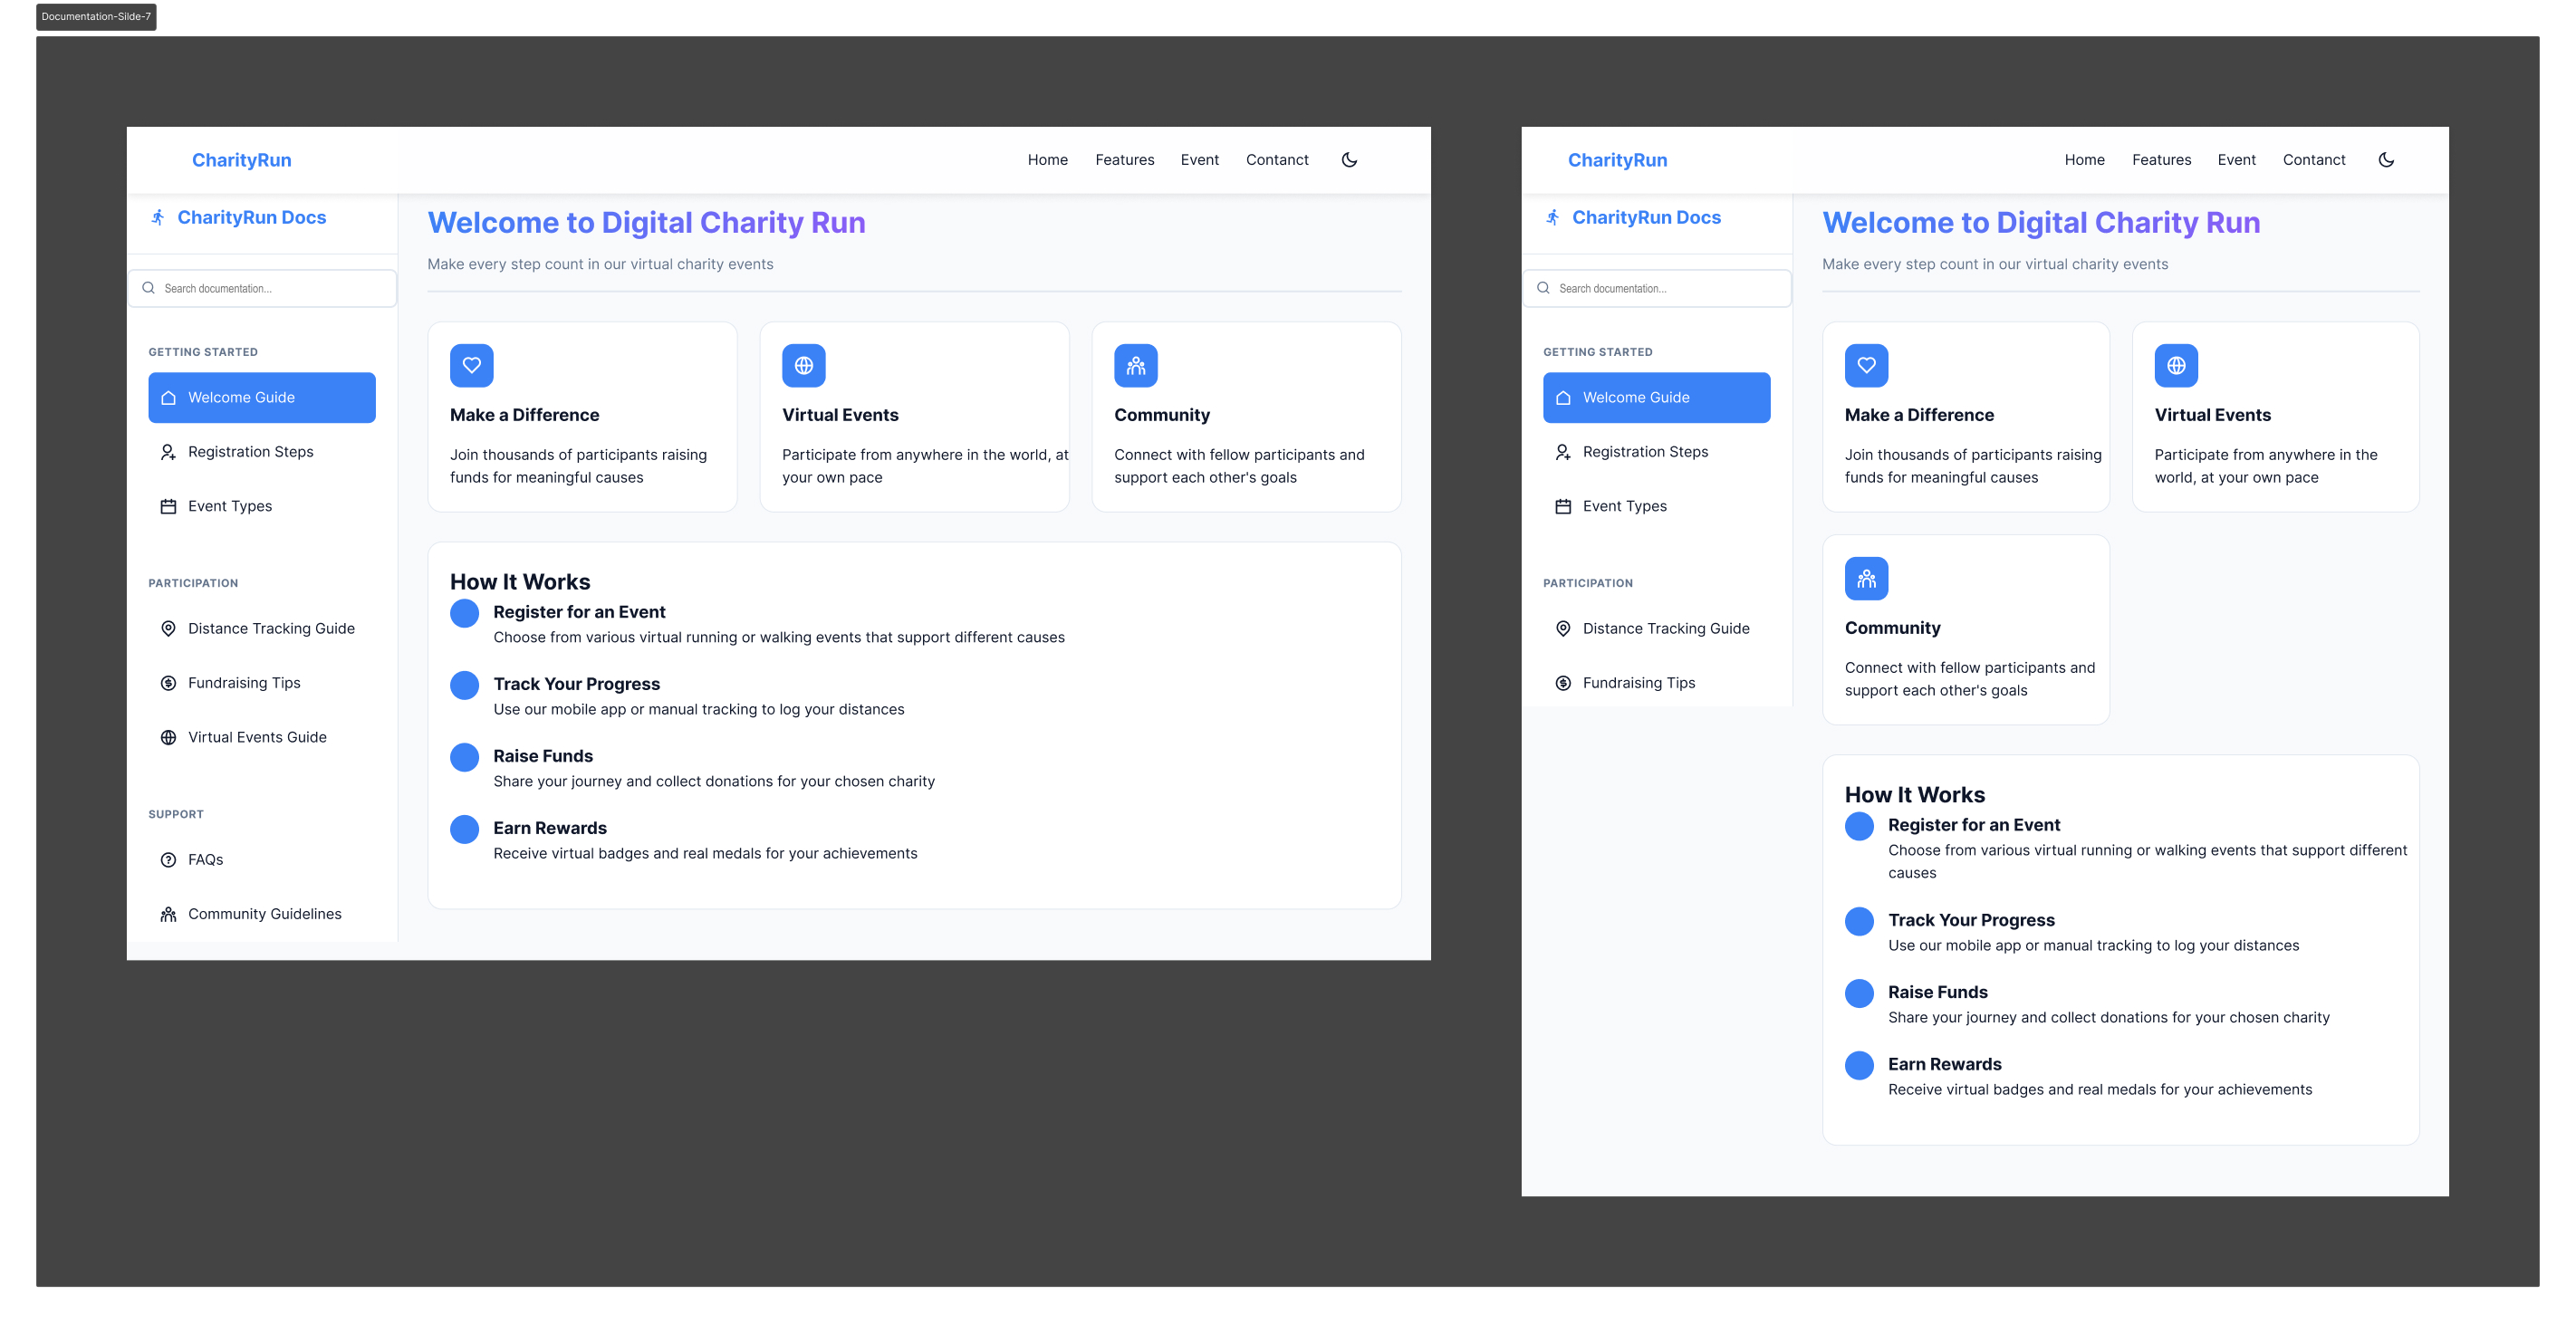 Documentation-Silde-7
CharityRun
Home Features Event Contanct
CharityRun Docs
Search documentation...
GETTING STARTED
Welcome Guide
Registration Steps
Event Types
PARTICIPATION
Distance Tracking Guide
Fundraising Tips
Virtual Events Guide
SUPPORT
FAQs
Community Guidelines
Welcome to Digital Charity Run
Make every step count in our virtual charity events
Make a Difference
Join thousands of participants raising
funds for meaningful causes
Virtual Events
Participate from anywhere in the world, at
your own pace
Community
Connect with fellow participants and
support each other's goals
How It Works
Register for an Event
Choose from various virtual running or walking events that support different causes
Track Your Progress
Use our mobile app or manual tracking to log your distances
Raise Funds
Share your journey and collect donations for your chosen charity
Earn Rewards
Receive virtual badges and real medals for your achievements
CharityRun
Home Features Event Contanct
CharityRun Docs
Search documentation...
GETTING STARTED
Welcome Guide
Registration Steps
Event Types
PARTICIPATION
Distance Tracking Guide
Fundraising Tips
Welcome to Digital Charity Run
Make every step count in our virtual charity events
Make a Difference
Join thousands of participants raising
funds for meaningful causes
Virtual Events
Participate from anywhere in the
world, at your own pace
Community
Connect with fellow participants and
support each other's goals
How It Works
Register for an Event
Choose from various virtual running or walking events that support different
causes
Track Your Progress
Use our mobile app or manual tracking to log your distances
Raise Funds
Share your journey and collect donations for your chosen charity
Earn Rewards
Receive virtual badges and real medals for your achievements